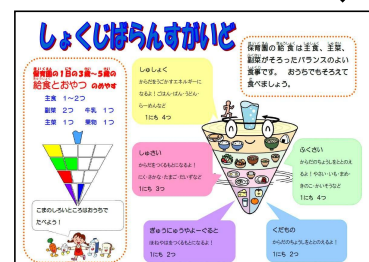 しょくじばらんすがいど
保育園の1日の3歳～5歳の
給食とおやつ のめやす
主食 1～2つ
副菜 2つ 牛乳 1つ
主菜 1つ 果物 1つ
こまのしろいところはおうちで
たべよう！
しゅしょく
からだをうごかすエネルギーに
なるよ！ごはん・ぱん・うどん・
らーめんなど
1にち 4つ
しゅさい
からだをつくるもとになるよ！
にく・さかな・たまご・だいずなど
1にち 3つ
ぎゅうにゅうやよーぐると
ほねやはをつくるもとになるよ！
1にち 2つ
保育園の給食は主食、主菜、
副菜がそろったバランスのよい
食事です。 おうちでもそろえて
食べましょう。
ふくさい
からだのちょうしをととのえ
るよ！やさい・いも・まめ・
きのこ・かいそうなど
1にち 4つ
くだもの
からだのちょうしをととのえるよ！
1にち 2つ